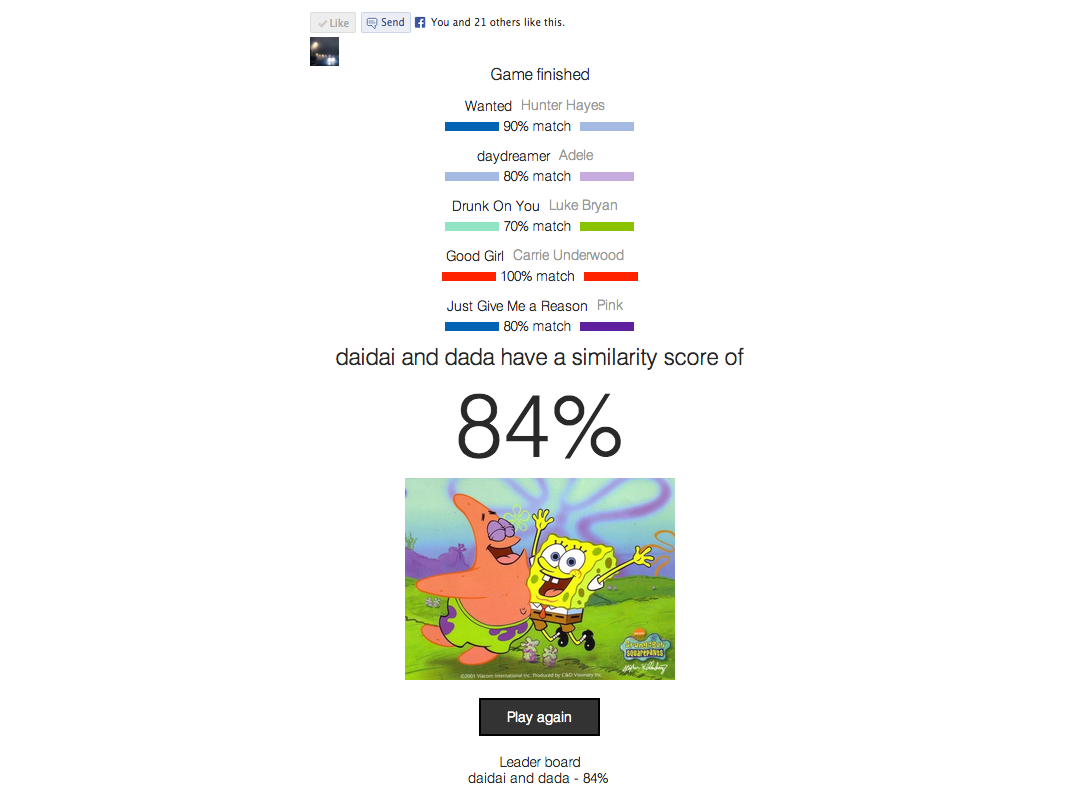 Like Send You and 21 others like this.
Game finished
Wanted Hunter Hayes
90% match
daydreamer Adele
80% match
Drunk On You Luke Bryan
70% match
Good Girl Carrie Underwood
100% match
Just Give Me a Reason Pink
80% match
daidai and dada have a similarity score of
84%
SQUAREPANTS
©2001 Viacom International Inc. Produced by C&D Visionary Inc.
Play again
Leader board
daidai and dada - 84%